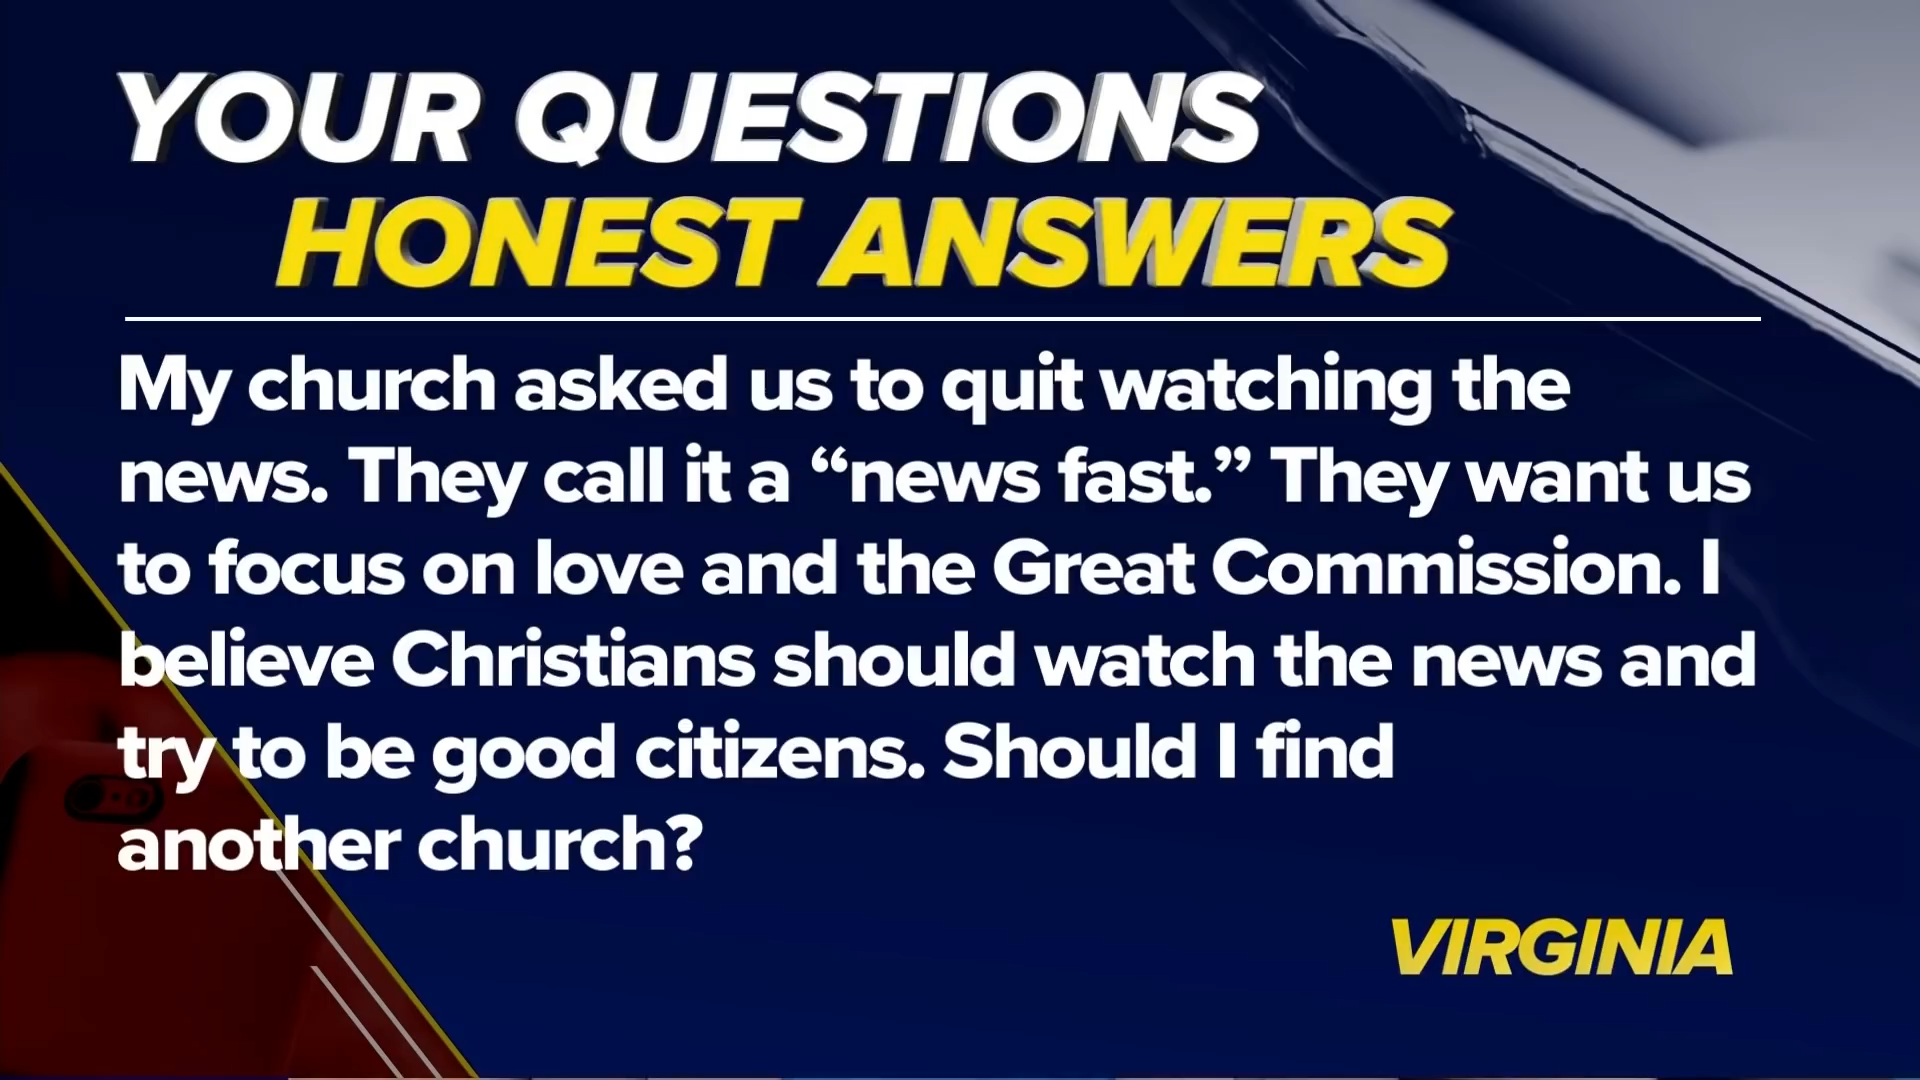 YOUR QUESTIONS
HONEST ANSWERS
My church asked us to quit watching the
news. They call it a “news fast.” They want us
to focus on love and the Great Commission. I
believe Christians should watch the news and
try to be good citizens. Should I find
another church?
VIRGINIA